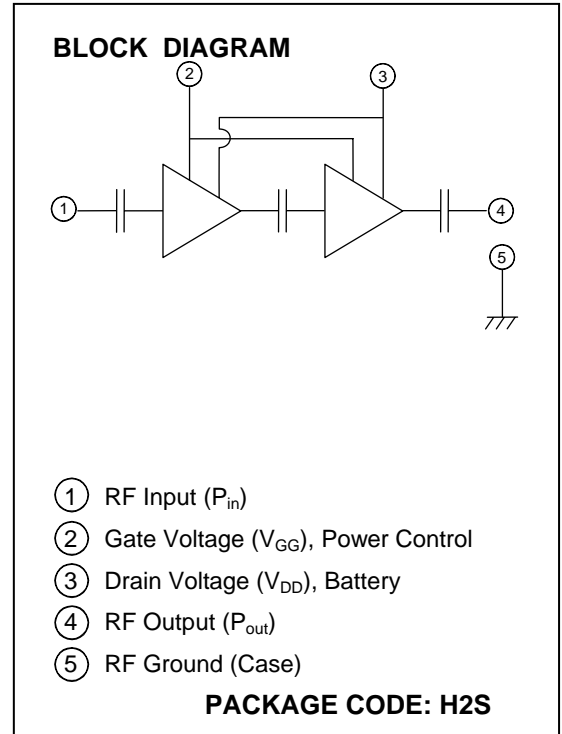 BLOCK DIAGRAM
② ③
① ④
⑤
① RF Input (Pin)
② Gate Voltage (VGG), Power Control
③ Drain Voltage (VDD), Battery
④ RF Output (Pout)
⑤ RF Ground (Case)
PACKAGE CODE: H2S